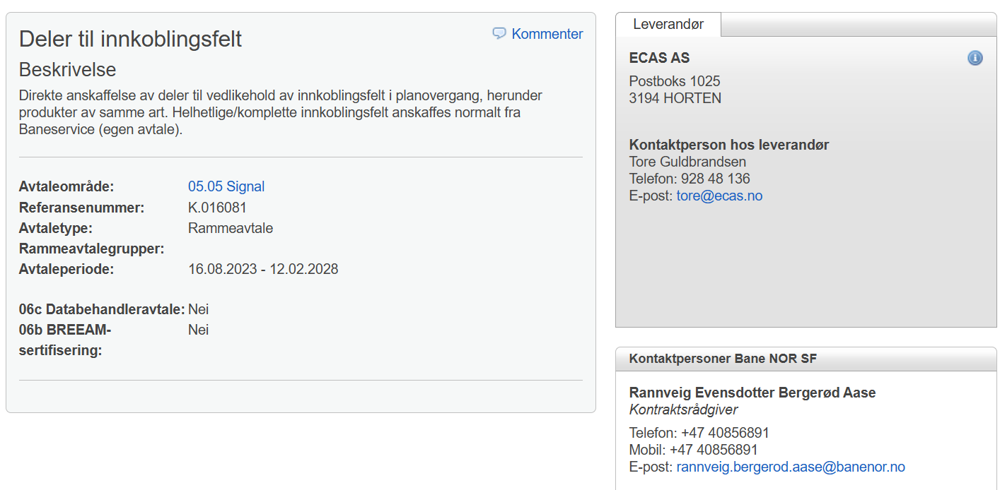 Deler til innkoblingsfelt
Kommenter
Beskrivelse
Direkte anskaffelse av deler til vedlikehold av innkoblingsfelt i planovergang, herunder
produkter av samme art. Helhetlige/komplette innkoblingsfelt anskaffes normalt fra
Baneservice (egen avtale).
Avtaleområde: 05.05 Signal
Referansenummer: K.016081
Avtaletype: Rammeavtale
Rammeavtalegrupper:
Avtaleperiode: 16.08.2023 - 12.02.2028
06c Databehandleravtale: Nei
06b BREEAM- Nei
sertifisering:
Leverandør
ECAS AS
Postboks 1025
3194 HORTEN
Kontaktperson hos leverandør
Tore Guldbrandsen
Telefon: 928 48 136
E-post: tore@ecas.no
Kontaktpersoner Bane NOR SF
Rannveig Evensdotter Bergerød Aase
Kontraktsrådgiver
Telefon: +47 40856891
Mobil: +47 40856891
E-post: rannveig.bergerod.aase@banenor.no